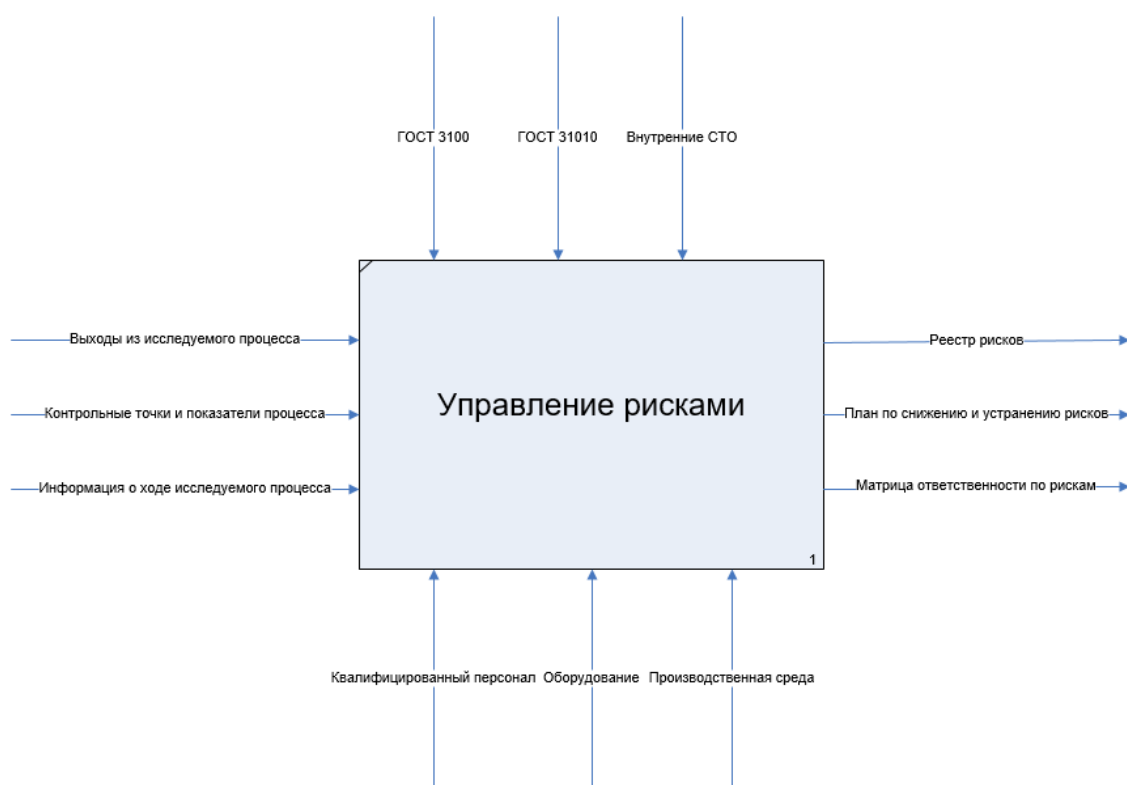 ГОСТ 3100
ГОСТ 31010
Внутренние СТО
Выходы из исследуемого процесса
Контрольные точки и показатели процесса
Информация о ходе исследуемого процесса
Управление рисками
1
Реестр рисков
План по снижению и устранению рисков
Матрица ответственности по рискам
Квалифицированный персонал
Оборудование
Производственная среда